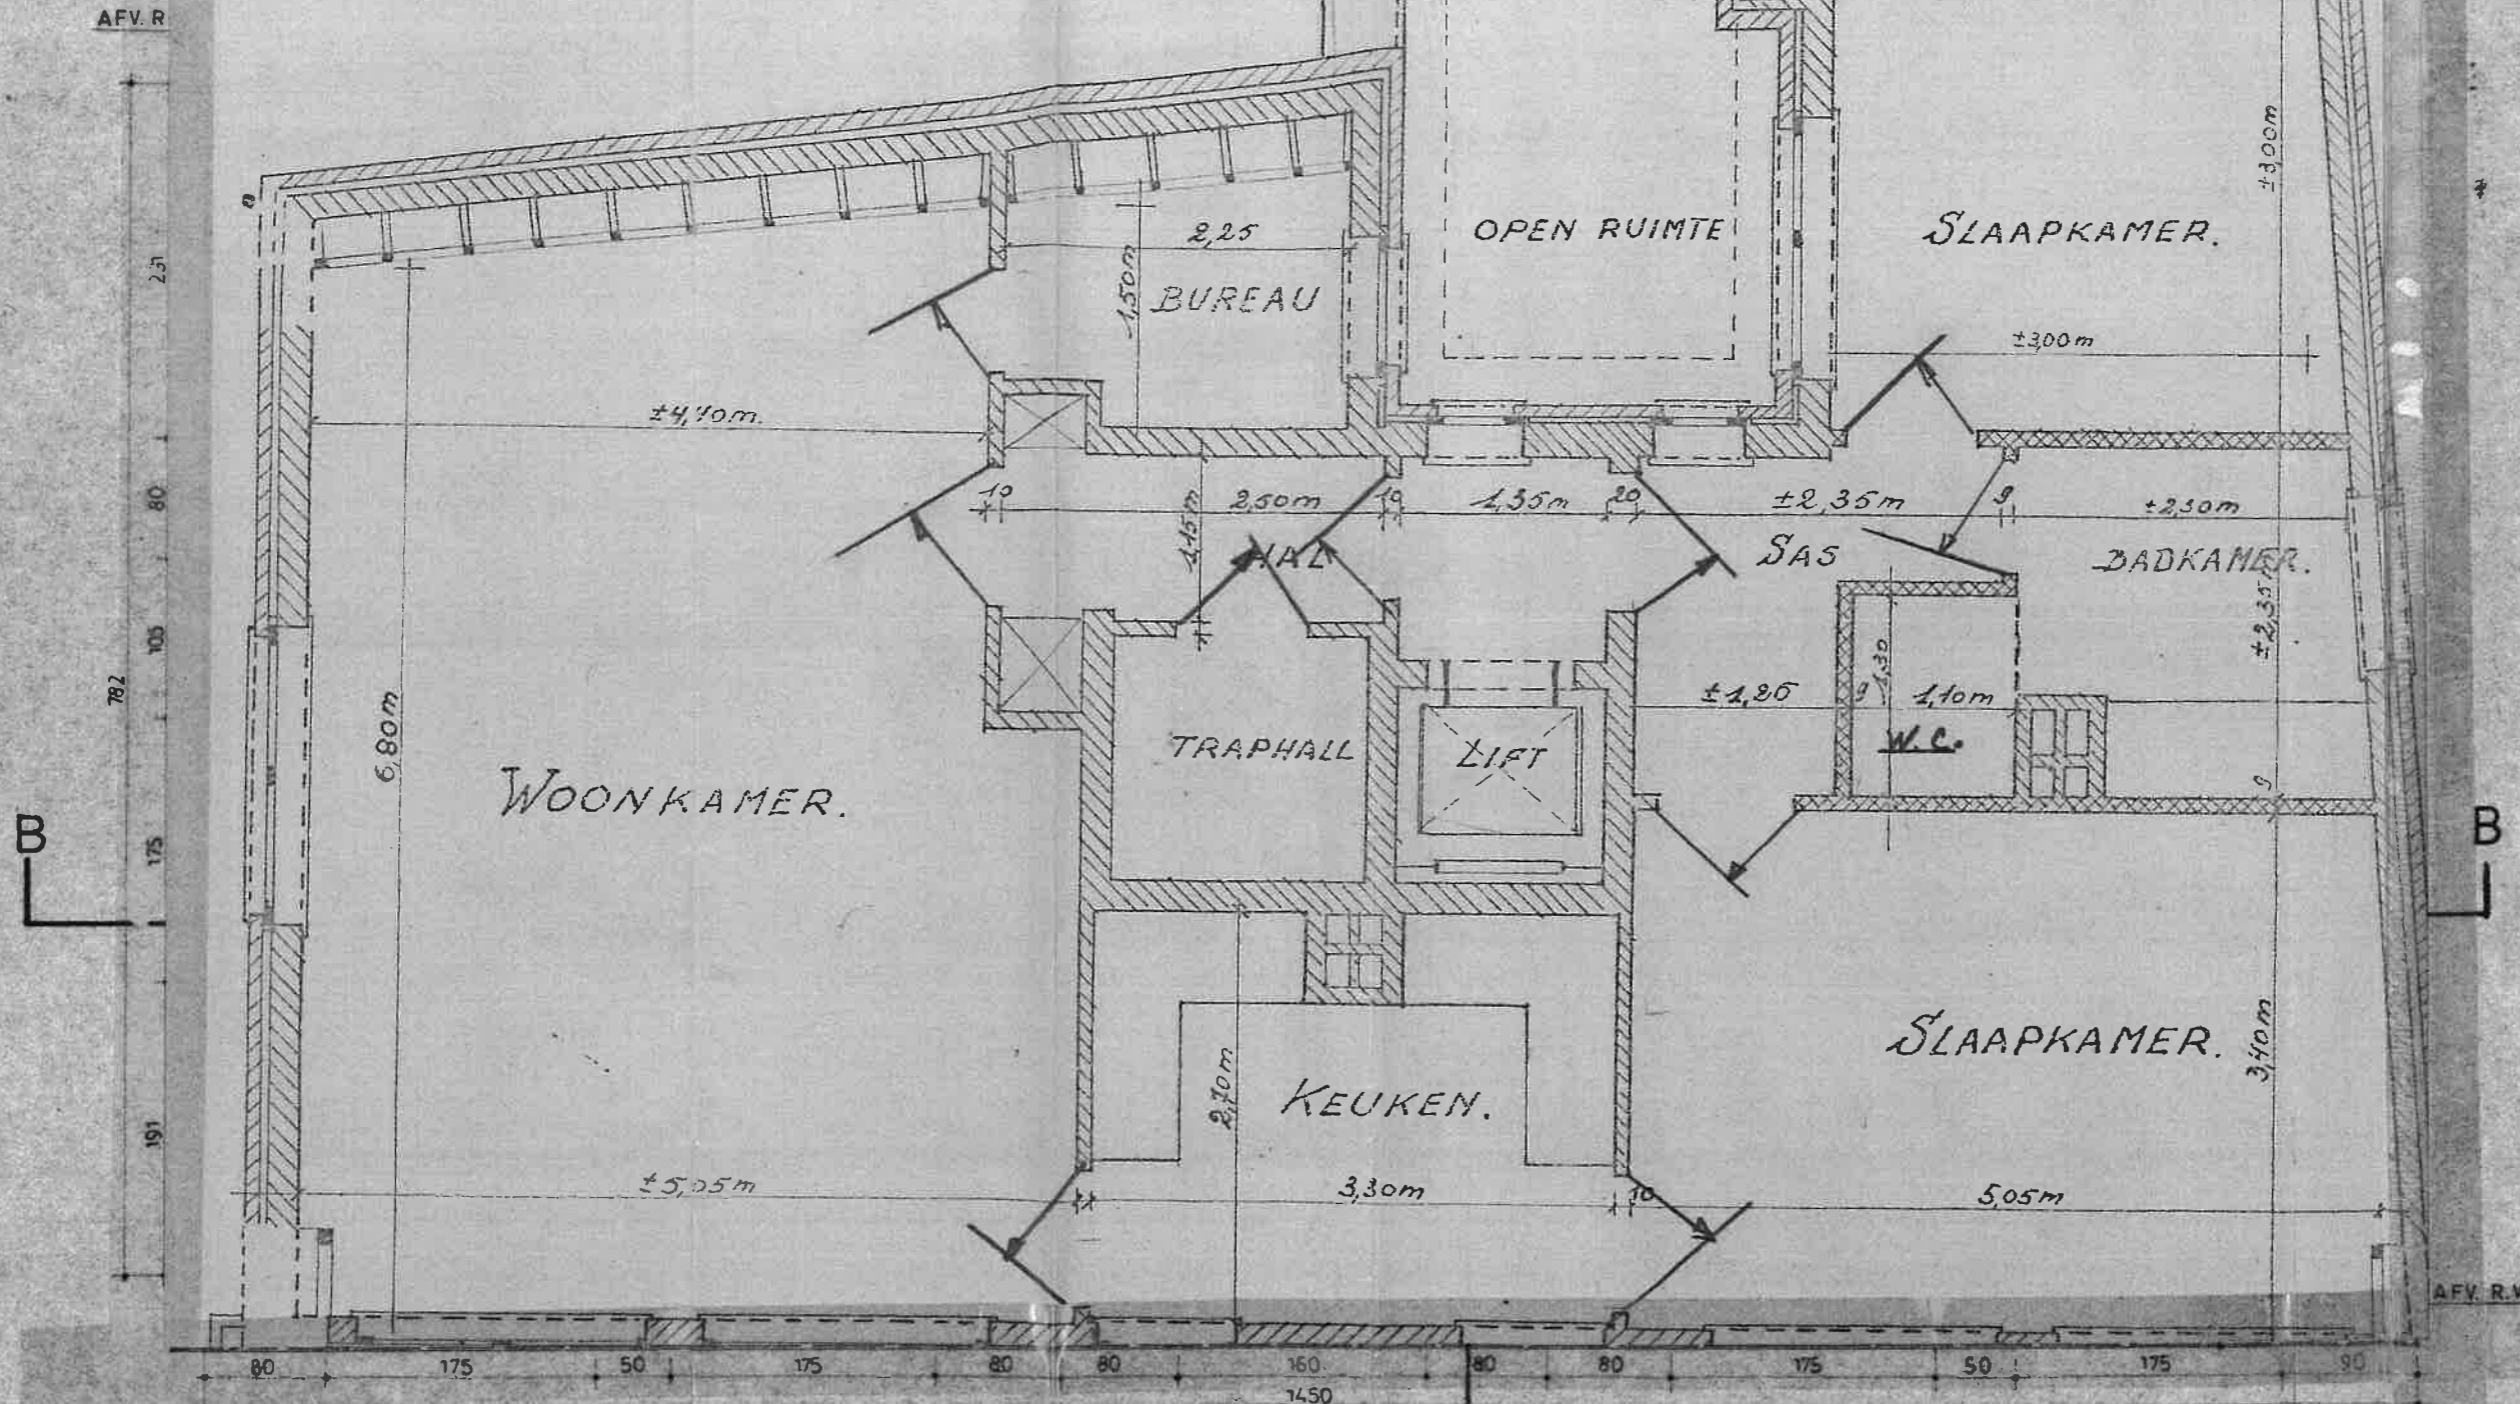 AFV. R
±3,00m
OPEN RUIMTE
SLAAPKAMER.
2,25
231
1,50m
BUREAU
±3,00m
±4,70m.
80
10
2,50m
10
1,35m
20
±2,35m
9
±2,30m
1,15m
HAL
SAS
BADKAMER.
±2,35m
105
782
1,30
±1,25
9
1,10m
6,80m
TRAPHALL
LIFT
W.C.
9
WOONKAMER.
B
B
175
SLAAPKAMER.
3,40m
2,70m
KEUKEN.
191
±5,05m
3,30m
10
5,05m
AFV. R.V
80
175
50
175
80
80
160
80
80
175
50
175
90
1450